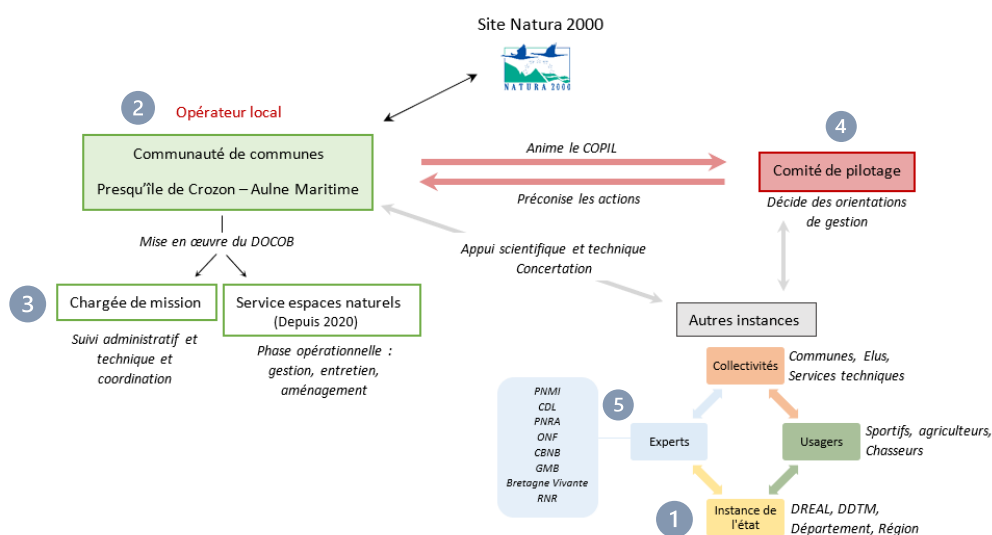 Site Natura 2000
NATURA 2000
2
Opérateur local
Communauté de communes
Presqu'île de Crozon – Aulne Maritime
Anime le COPIL
Préconise les actions
4
Comité de pilotage
Décide des orientations
de gestion
Mise en œuvre du DOCOB
Appui scientifique et technique
Concertation
3
Chargée de mission
Suivi administratif et
technique et
coordination
Service espaces naturels
(Depuis 2020)
Phase opérationnelle :
gestion, entretien,
aménagement
Autres instances
Collectivités
Communes, Elus,
Services techniques
PNMI
CDL
PNRA
ONF
CBNB
GMB
Bretagne Vivante
RNR
5
Experts
Usagers
Sportifs, agriculteurs,
Chasseurs
1
Instance de
l'état
DREAL, DDTM,
Département, Région